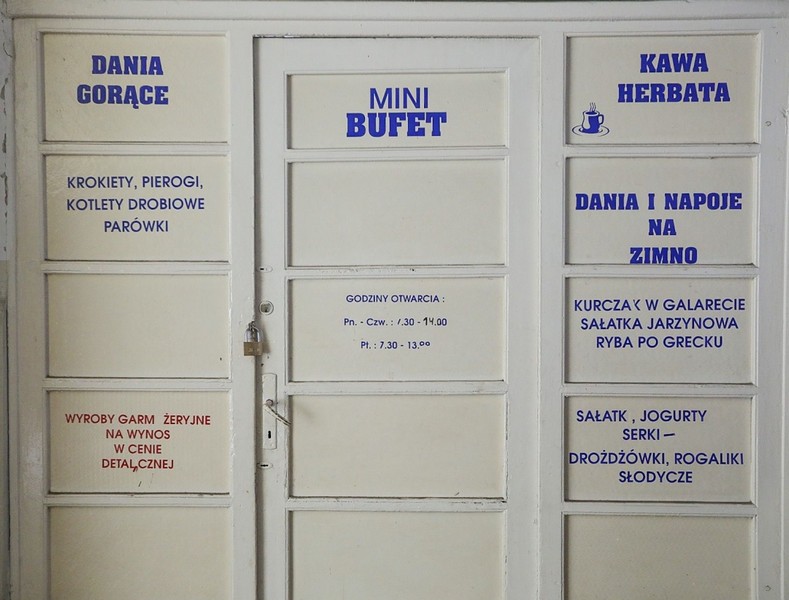 DANIA
GORĄCE
KROKIETY, PIEROGI,
KOTLETY DROBIOWE
PARÓWKI
WYROBY GARM ŻERYJNE
NA WYNOS
W CENIE
DETAL CZNEJ
MINI
BUFET
GODZINY OTWARCIA :
Pn. - Czw. : 7.30 - 14.00
Pt. : 7.30 - 13.00
KAWA
HERBATA
DANIA I NAPOJE
NA
ZIMNO
KURCZAK W GALARECIE
SAŁATKA JARZYNOWA
RYBA PO GRECKU
SAŁATK , JOGURTY
SERKI –
DROŻDŻÓWKI, ROGALIKI
SŁODYCZE